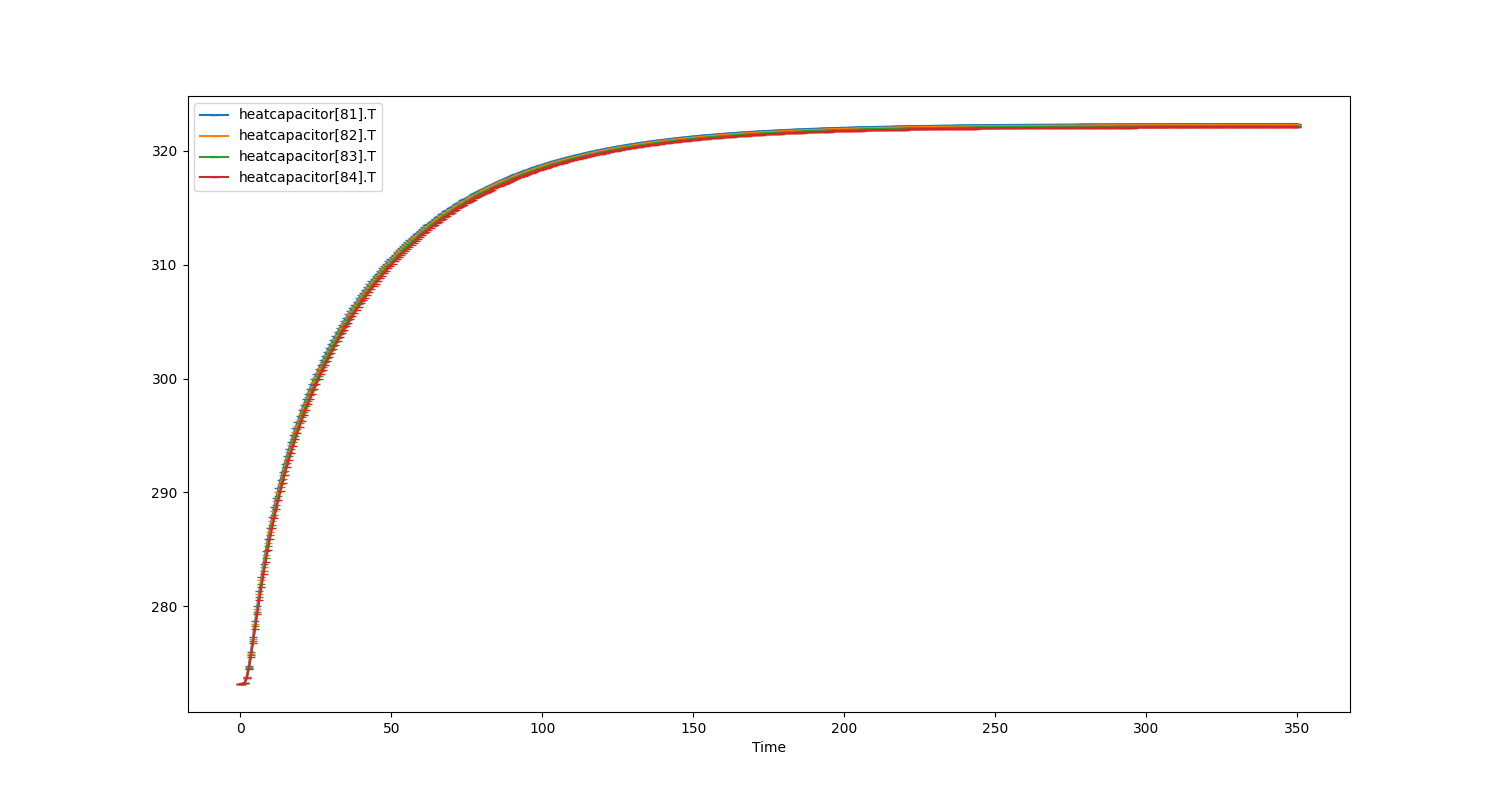 heatcapacitor[81].T
heatcapacitor[82].T
heatcapacitor[83].T
heatcapacitor[84].T
320
310
300
290
280
0 50 100 150 200 250 300 350
Time